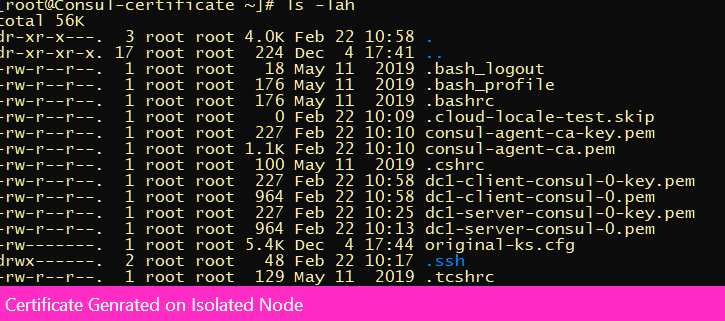 [root@Consul-certificate ~]# ls -lah
total 56K
dr-xr-x---.  3 root root 4.0K Feb 22 10:58 .
dr-xr-xr-x. 17 root root  224 Dec  4 17:41 ..
-rw-r--r--.  1 root root   18 May 11  2019 .bash_logout
-rw-r--r--.  1 root root  176 May 11  2019 .bash_profile
-rw-r--r--.  1 root root  176 May 11  2019 .bashrc
-rw-r--r--.  1 root root    0 Feb 22 10:09 .cloud-locale-test.skip
-rw-r--r--.  1 root root  227 Feb 22 10:10 consul-agent-ca-key.pem
-rw-r--r--.  1 root root 1.1K Feb 22 10:10 consul-agent-ca.pem
-rw-r--r--.  1 root root  100 May 11  2019 .cshrc
-rw-r--r--.  1 root root  227 Feb 22 10:58 dc1-client-consul-0-key.pem
-rw-r--r--.  1 root root  964 Feb 22 10:58 dc1-client-consul-0.pem
-rw-r--r--.  1 root root  227 Feb 22 10:25 dc1-server-consul-0-key.pem
-rw-r--r--.  1 root root  964 Feb 22 10:13 dc1-server-consul-0.pem
-rw-------.  1 root root 5.4K Dec  4 17:44 original-ks.cfg
drwx------.  2 root root   48 Feb 22 10:17 .ssh
-rw-r--r--.  1 root root  129 May 11  2019 .tcshrc
Certificate Genrated on Isolated Node